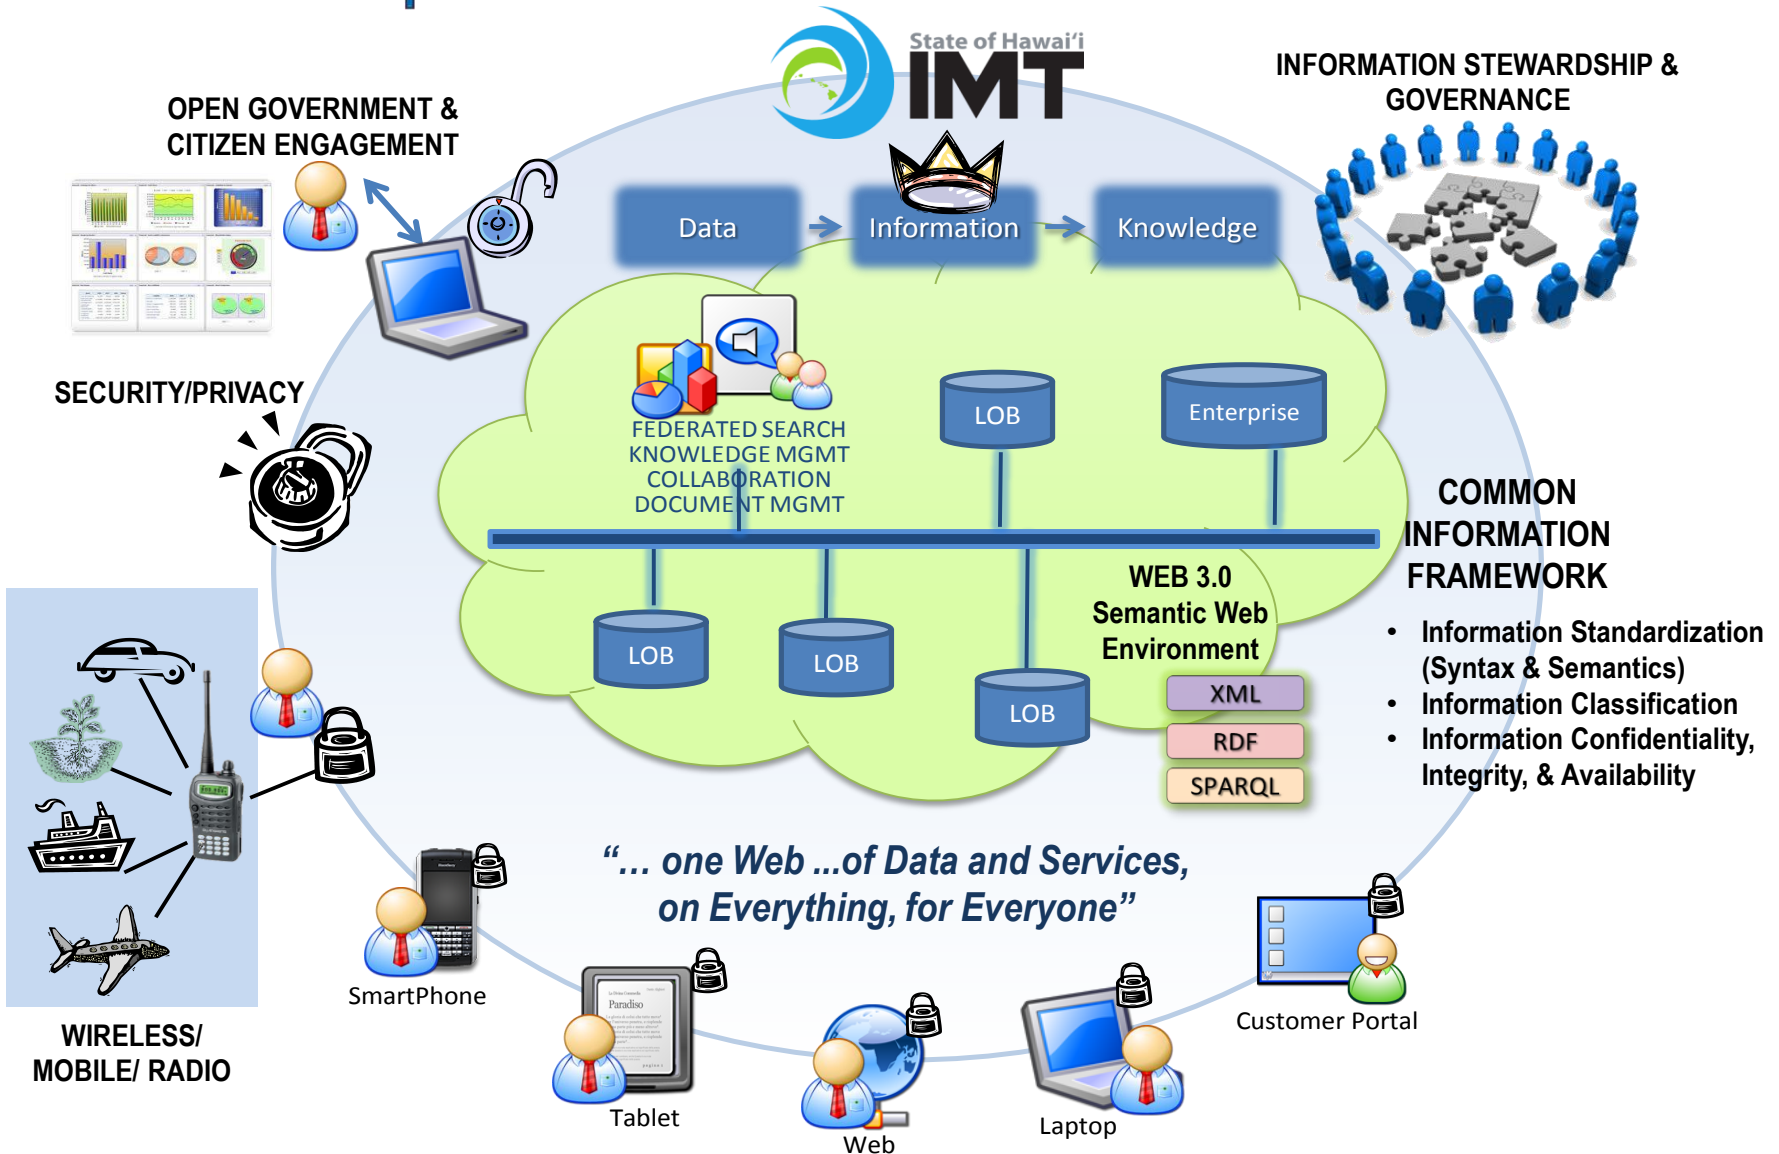 State of Hawai‘i
IMT
INFORMATION STEWARDSHIP &
GOVERNANCE
OPEN GOVERNMENT &
CITIZEN ENGAGEMENT
Data
Information
Knowledge
SECURITY/PRIVACY
FEDERATED SEARCH
KNOWLEDGE MGMT
COLLABORATION
DOCUMENT MGMT
LOB
Enterprise
COMMON
INFORMATION
FRAMEWORK
• Information Standardization
(Syntax & Semantics)
• Information Classification
• Information Confidentiality,
Integrity, & Availability
WEB 3.0
Semantic Web
Environment
LOB
LOB
LOB
XML
RDF
SPARQL
“... one Web ...of Data and Services,
on Everything, for Everyone”
SmartPhone
Paradiso
Tablet
Web
Laptop
Customer Portal
WIRELESS/
MOBILE/ RADIO